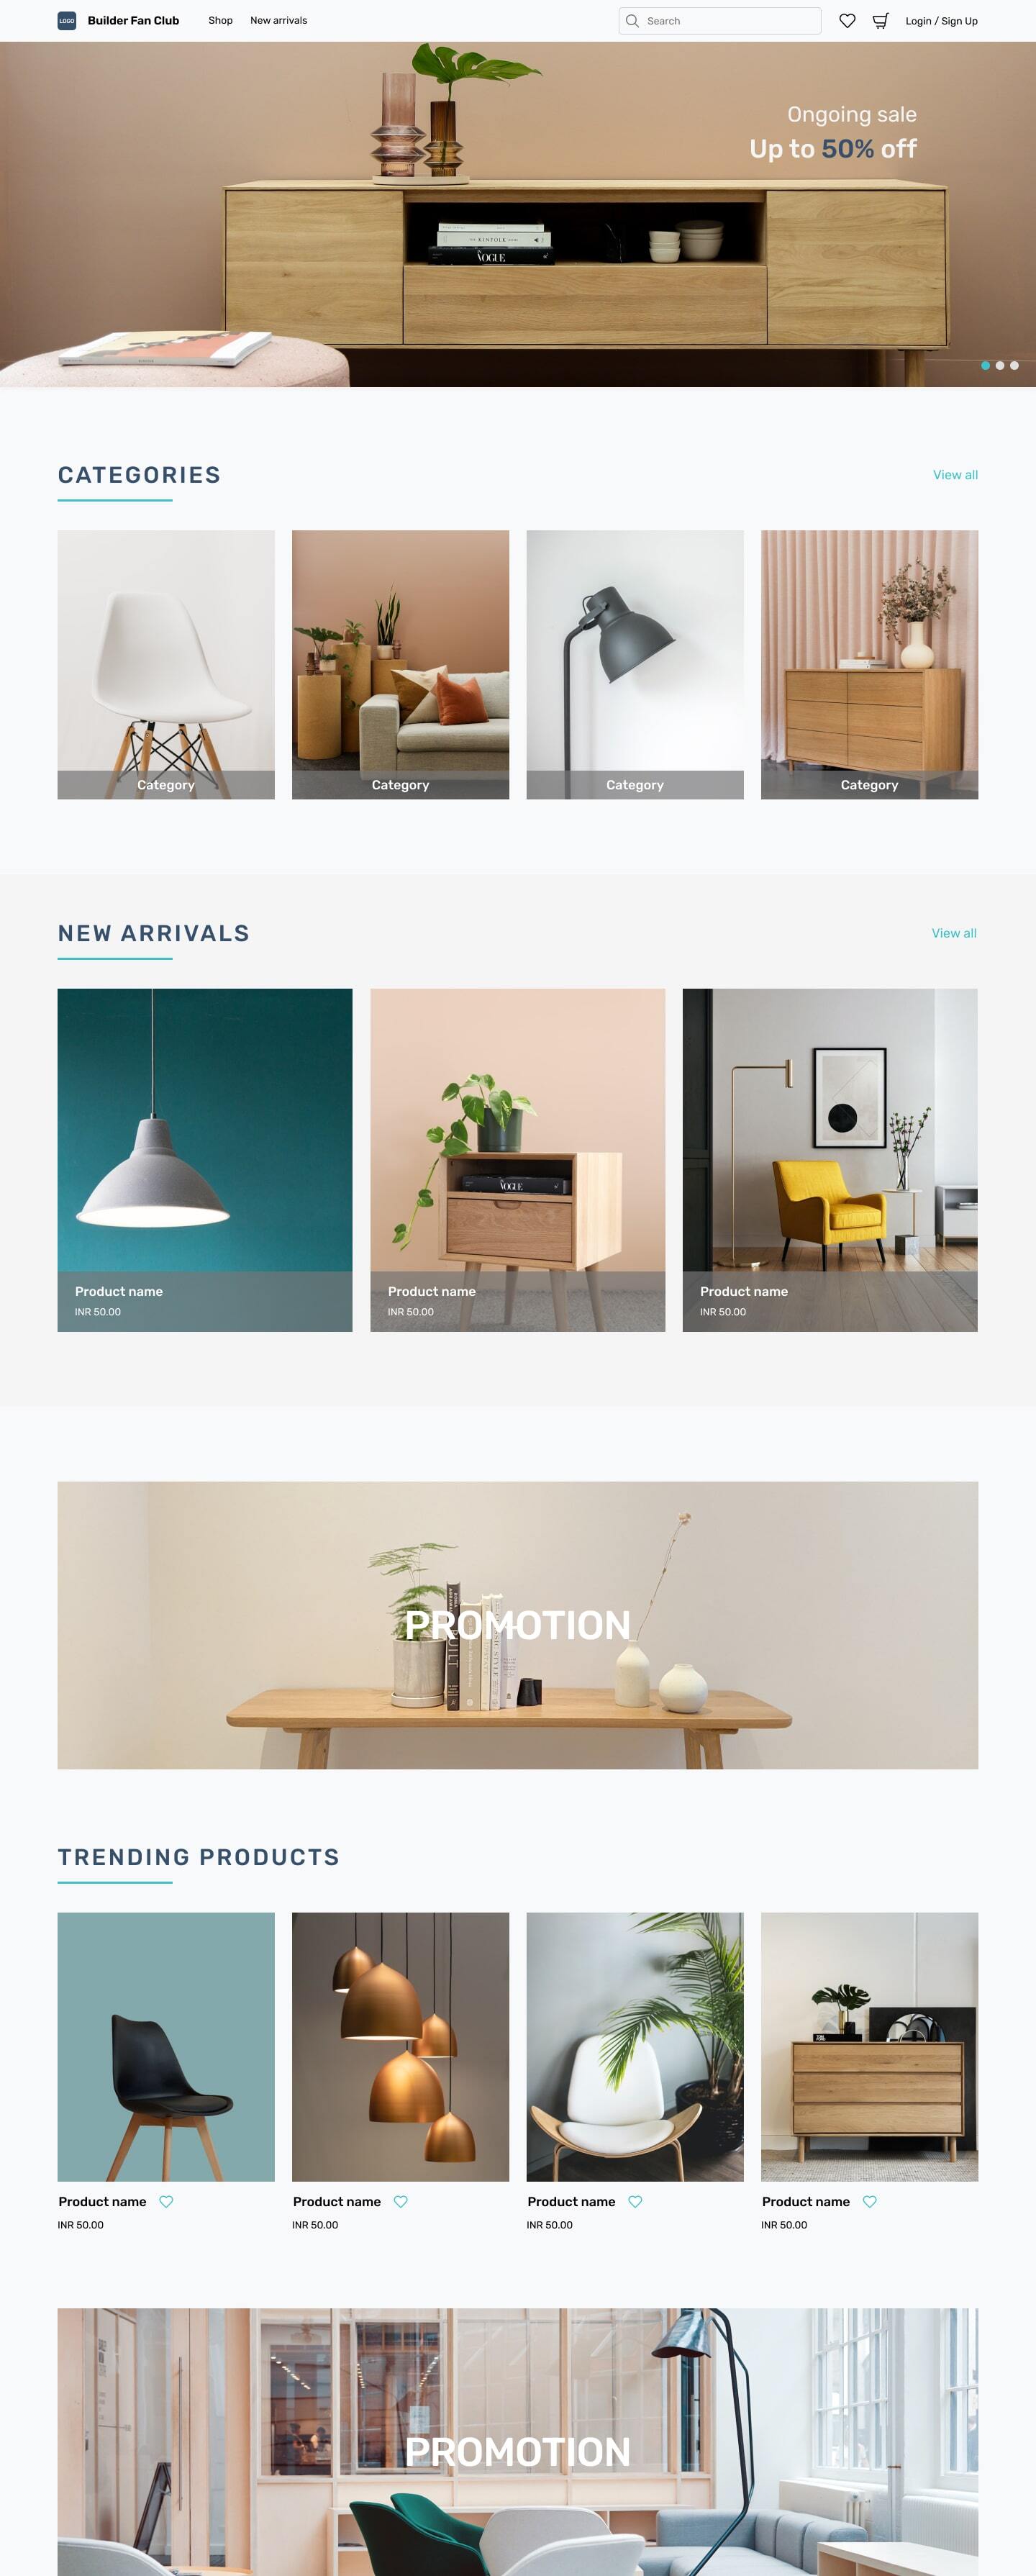 LOGO
Builder Fan Club
Shop
New arrivals
Search
Login / Sign Up
Ongoing sale
Up to 50% off
KINFOLK
VOGUE
CATEGORIES
View all
Category
Category
Category
Category
NEW ARRIVALS
View all
VOGUE
Product name
INR 50.00
Product name
INR 50.00
Product name
INR 50.00
PROMOTION
TRENDING PRODUCTS
Product name
INR 50.00
Product name
INR 50.00
Product name
INR 50.00
Product name
INR 50.00
PROMOTION